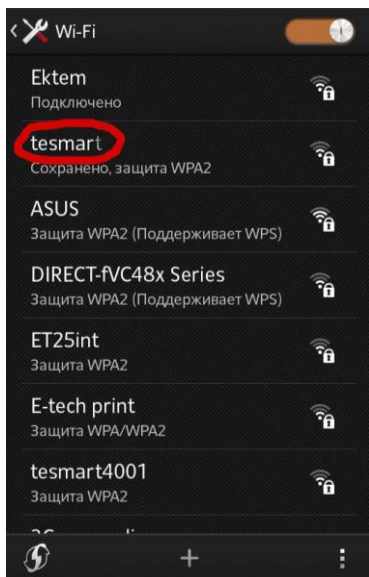 Wi-Fi
Ektem
Подключено
tesmart
Сохранено, защита WPA2
ASUS
Защита WPA2 (Поддерживает WPS)
DIRECT-fVC48x Series
Защита WPA2 (Поддерживает WPS)
ET25int
Защита WPA2
E-tech print
Защита WPA/WPA2
tesmart4001
Защита WPA2